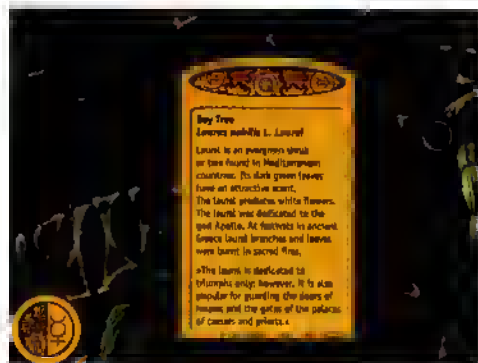 Bay Tree
Laurus nobilis L. Laurel
Laurel is an evergreen shrub
or tree found in Mediterranean
countries. Its dark green leaves
have an attractive scent.
The laurel produces white flowers.
The laurel was dedicated to the
god Apollo. At festivals in ancient
Greece laurel branches and leaves
were burnt in sacred fires.
»The laurel is dedicated to
triumphs only; however, it is also
popular for guarding the doors of
houses and the gates of the palaces
of caesars and priests.«